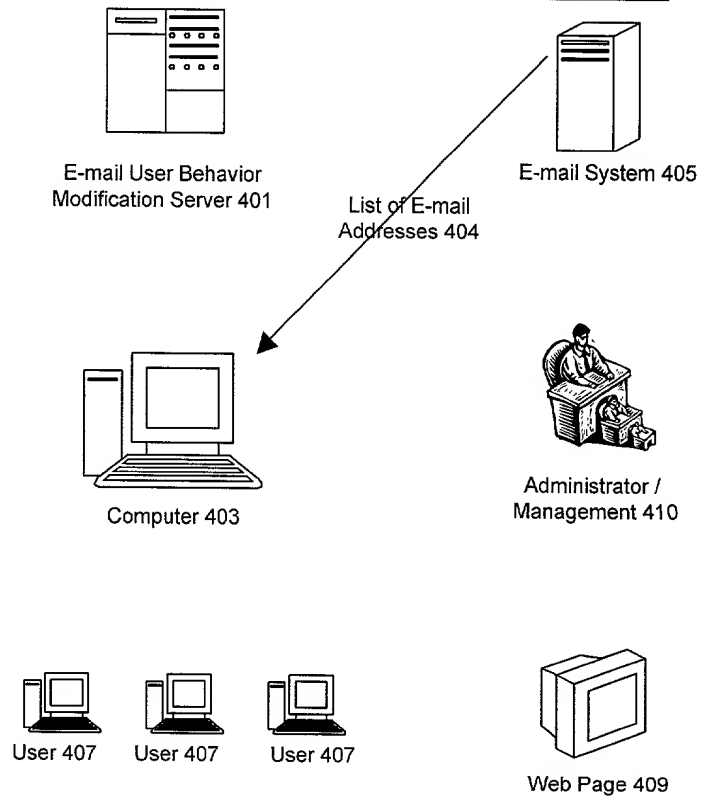 E-mail User Behavior
Modification Server 401
E-mail System 405
List of E-mail
Addresses 404
Computer 403
Administrator /
Management 410
User 407
User 407
User 407
Web Page 409